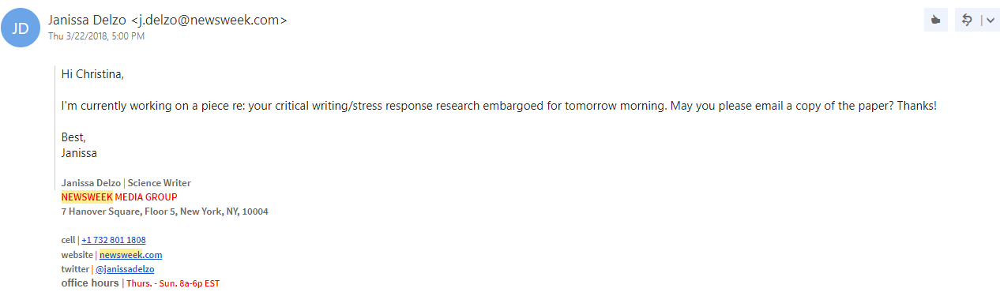 JD
Janissa Delzo <j.delzo@newsweek.com>
Thu 3/22/2018, 5:00 PM
Hi Christina,
I'm currently working on a piece re: your critical writing/stress response research embargoed for tomorrow morning. May you please email a copy of the paper? Thanks!
Best,
Janissa
Janissa Delzo | Science Writer
NEWSWEEK MEDIA GROUP
7 Hanover Square, Floor 5, New York, NY, 10004
cell | +1 732 801 1808
website | newsweek.com
twitter | @janissadelzo
office hours | Thurs. - Sun. 8a-6p EST